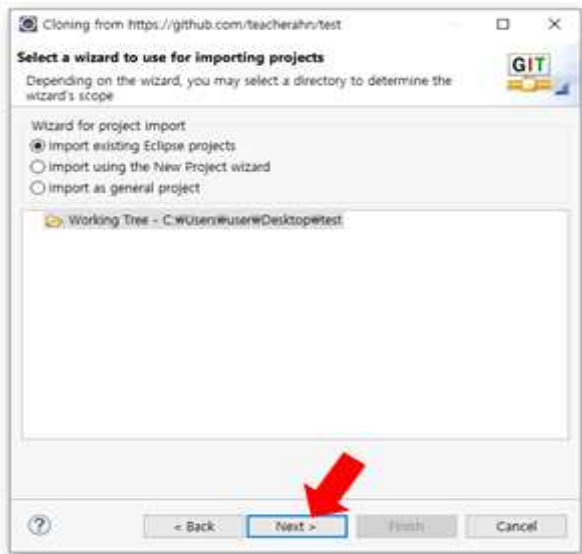 Cloning from https://github.com/teacherahn/test
Select a wizard to use for importing projects
GIT
Depending on the wizard, you may select a directory to determine the
wizard's scope
Wizard for project import
Import existing Eclipse projects
Import using the New Project wizard
Import as general project
Working Tree - C:₩Users₩user₩Desktop₩test
?
< Back
Next >
Finish
Cancel